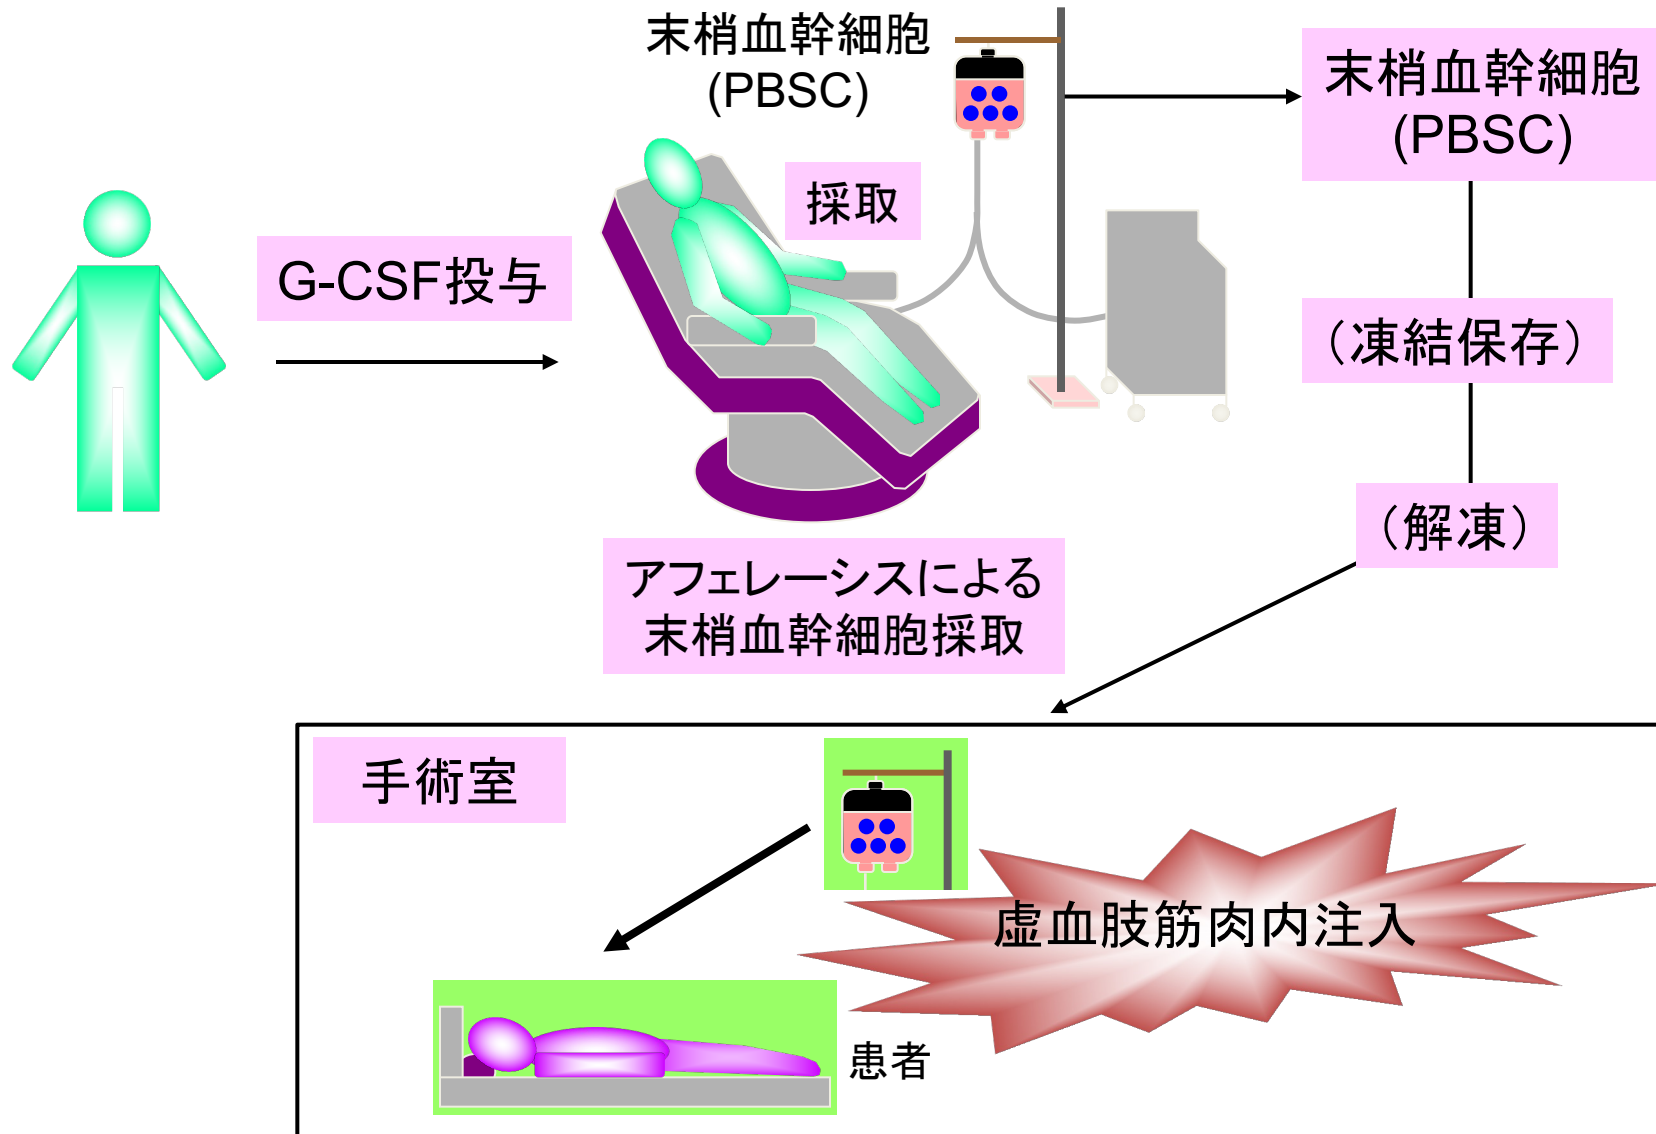 末梢血幹細胞
(PBSC)
末梢血幹細胞
(PBSC)
採取
G-CSF投与
（凍結保存）
（解凍）
アフェレーシスによる
末梢血幹細胞採取
手術室
虚血肢筋肉内注入
患者